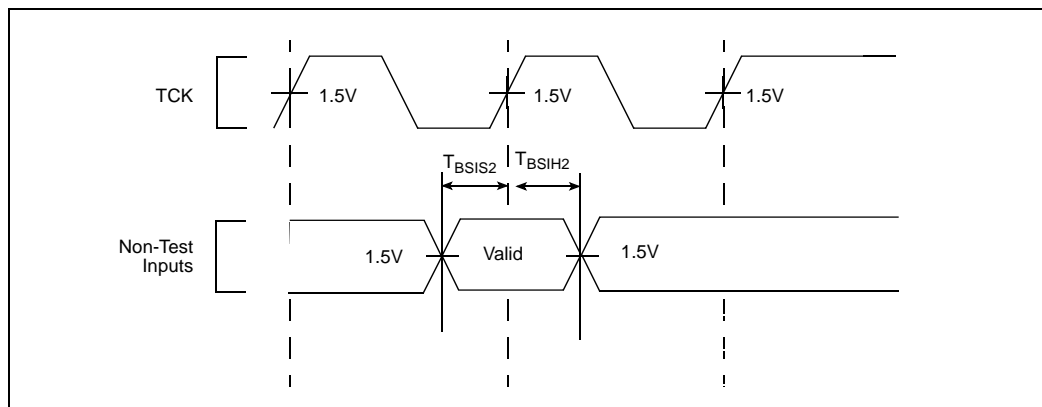 TCK
1.5V
1.5V
1.5V
TBSIS2
TBSIH2
Non-Test
Inputs
1.5V
Valid
1.5V